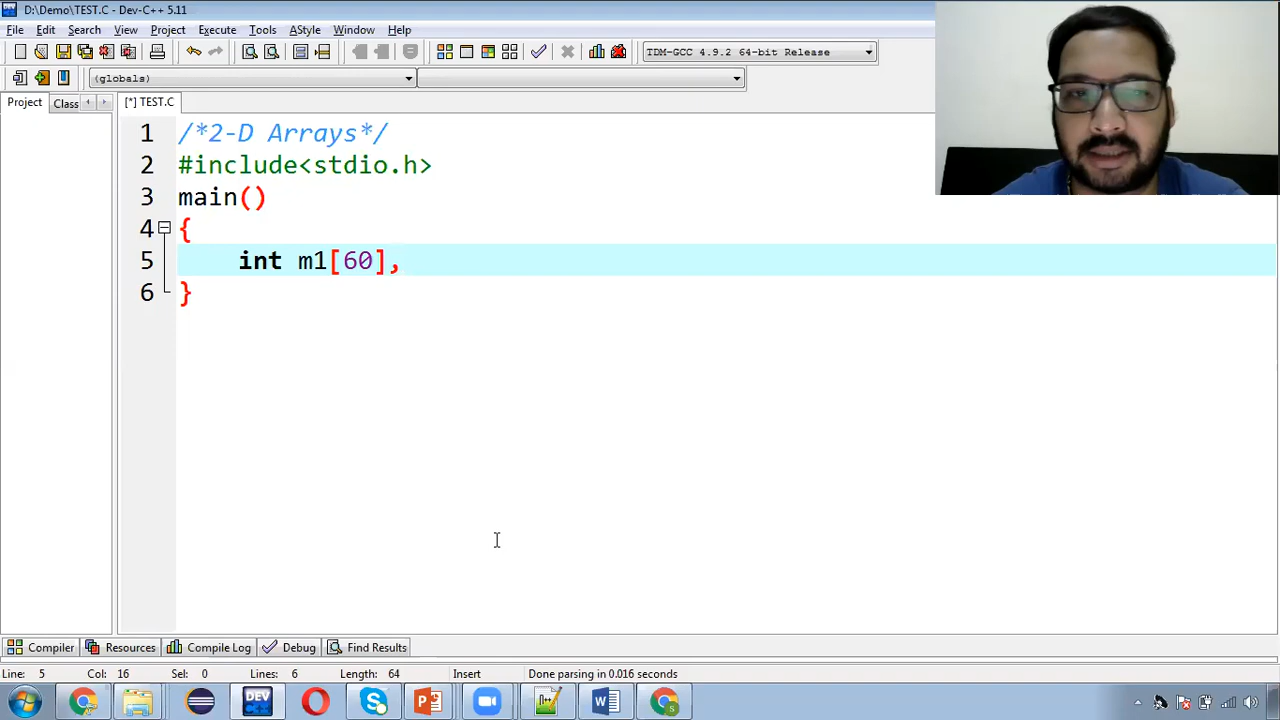 D:\Demo\TEST.C - Dev-C++ 5.11
File Edit Search View Project Execute Tools AStyle Window Help
TDM-GCC 4.9.2 64-bit Release
(globals)
Project Class [*] TEST.C
1 /*2-D Arrays*/
2 #include<stdio.h>
3 main()
4 {
5 int m1[60],
6 }
Compiler Resources Compile Log Debug Find Results
Line: 5 Col: 16 Sel: 0 Lines: 6 Length: 64 Insert Done parsing in 0.016 seconds
DEV C++